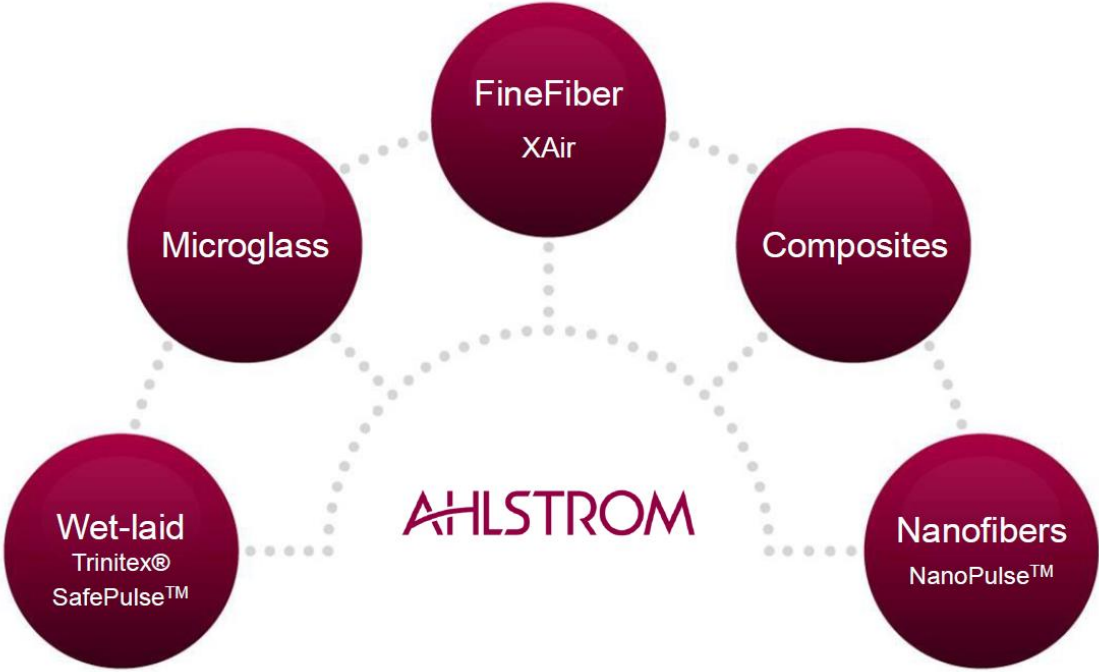 FineFiber
XAir
Microglass
Composites
AHLSTROM
Wet-laid
Trinitex®
SafePulse™
Nanofibers
NanoPulse™